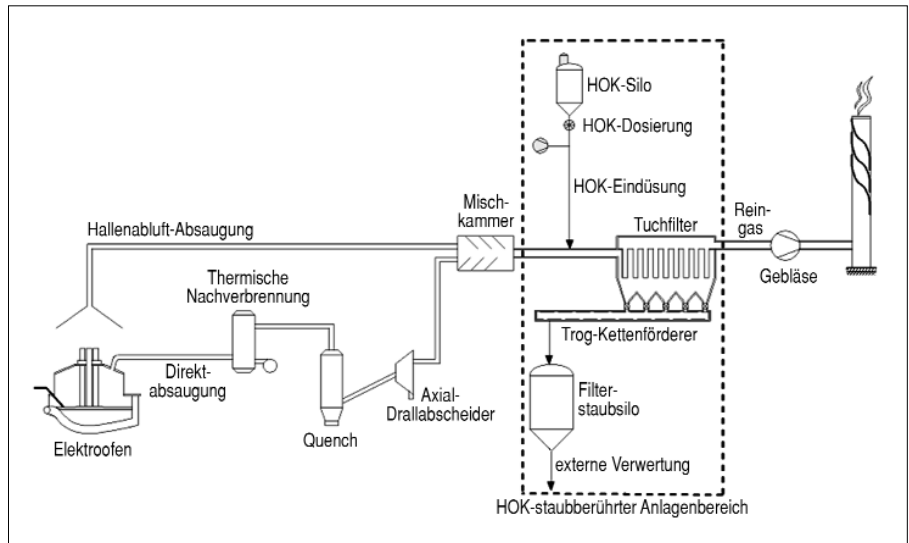 HOK-Silo
HOK-Dosierung
HOK-Eindüsung
Misch-
kammer
Tuchfilter
Rein-
gas
Gebläse
Hallenabluft-Absaugung
Thermische
Nachverbrennung
Direkt-
absaugung
Elektroofen
Quench
Axial-
Drallabscheider
Trog-Kettenförderer
Filter-
staubsilo
externe Verwertung
HOK-staubberührter Anlagenbereich